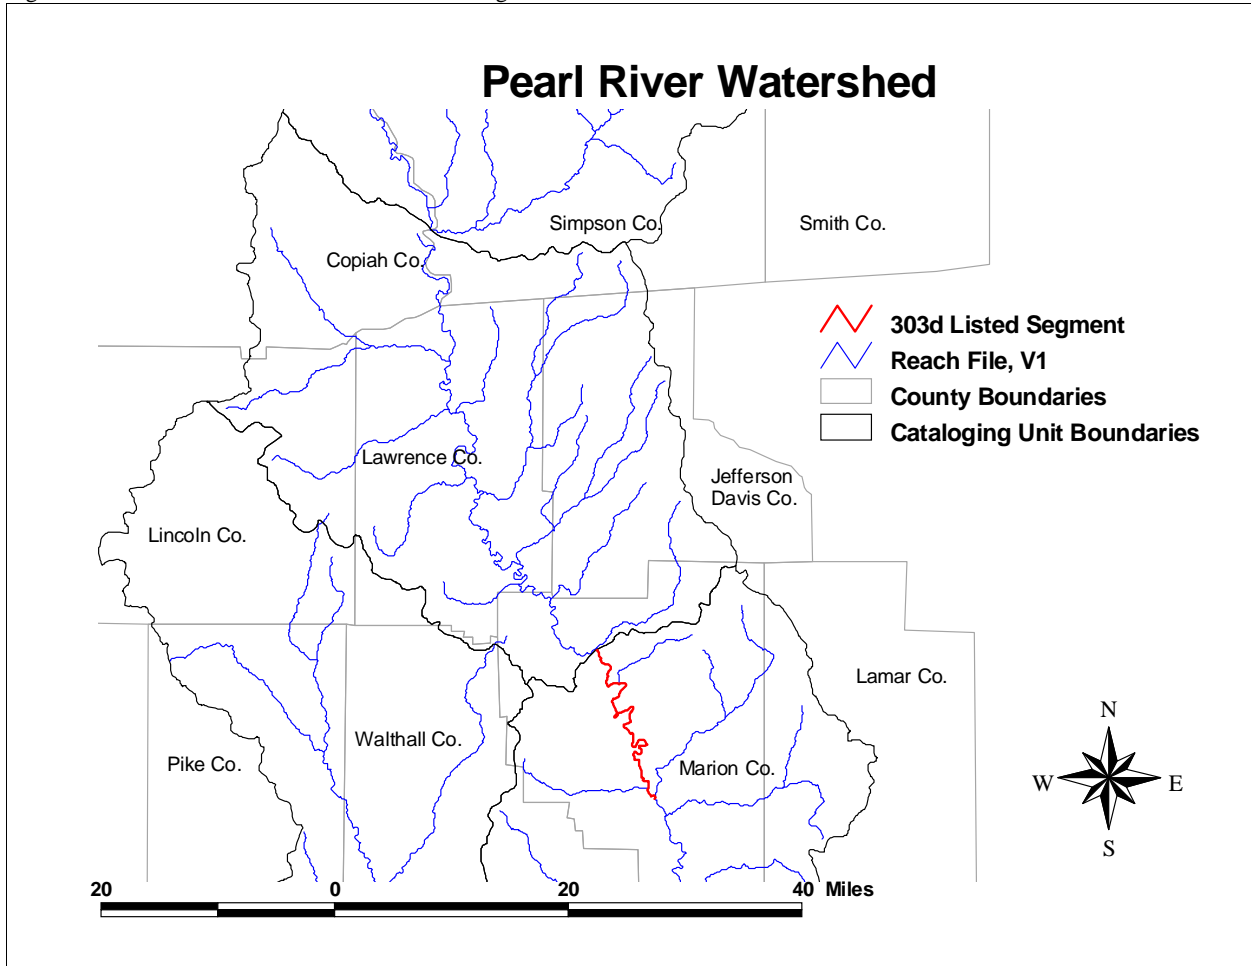 Pearl River Watershed
Simpson Co.
Smith Co.
Copiah Co.
303d Listed Segment
Reach File, V1
County Boundaries
Cataloging Unit Boundaries
Lawrence Co.
Jefferson
Davis Co.
Lincoln Co.
Lamar Co.
Walthall Co.
Pike Co.
Marion Co.
N
W
E
S
20 0 20 40 Miles